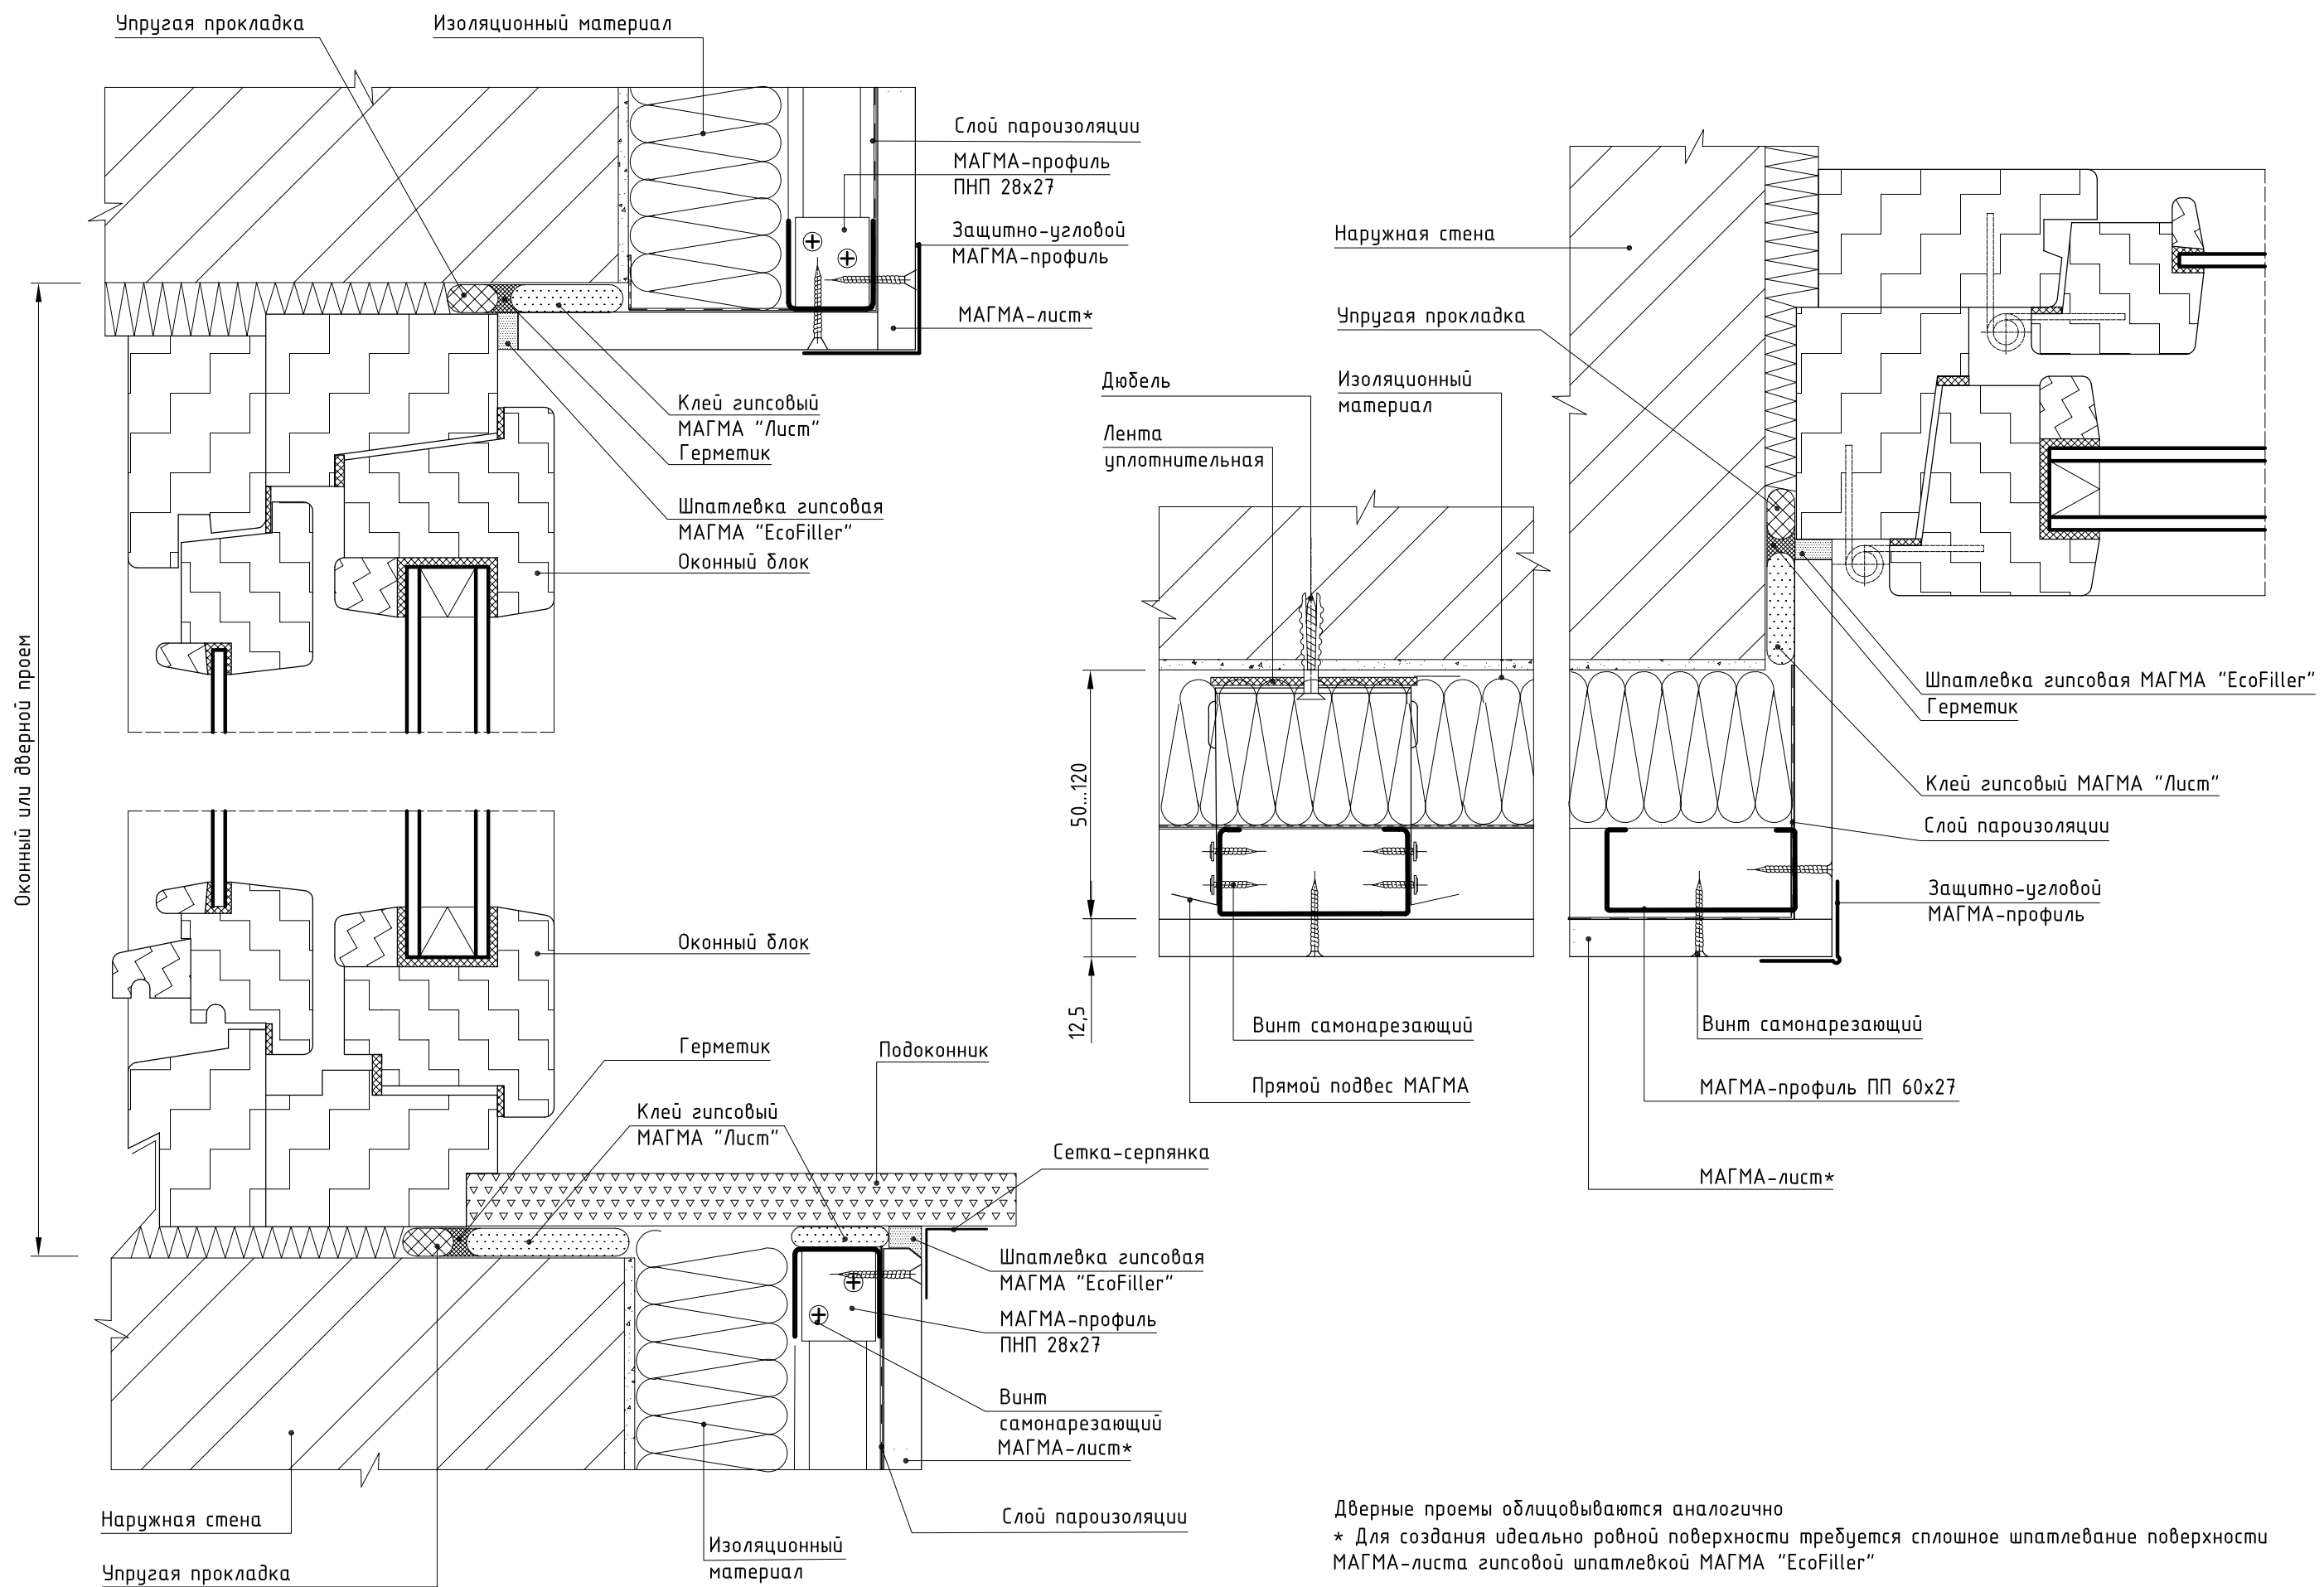 Упругая прокладка
Изоляционный материал
Слой пароизоляции
МАГМА-профиль
ПНП 28х27
Защитно-угловой
МАГМА-профиль
МАГМА-лист*
Клей гипсовый
МАГМА "Лист"
Герметик
Шпатлевка гипсовая
МАГМА "EcoFiller"
Оконный блок
Оконный или дверной проем
Оконный блок
Герметик
Подоконник
Клей гипсовый
МАГМА "Лист"
Сетка-серпянка
Шпатлевка гипсовая
МАГМА "EcoFiller"
МАГМА-профиль
ПНП 28х27
Винт
самонарезающий
МАГМА-лист*
Слой пароизоляции
Наружная стена
Упругая прокладка
Изоляционный
материал
Наружная стена
Упругая прокладка
Дюбель
Изоляционный
материал
Лента
уплотнительная
50...120
12,5
Винт самонарезающий
Прямой подвес МАГМА
Шпатлевка гипсовая МАГМА "EcoFiller"
Герметик
Клей гипсовый МАГМА "Лист"
Слой пароизоляции
Защитно-угловой
МАГМА-профиль
Винт самонарезающий
МАГМА-профиль ПП 60х27
МАГМА-лист*
Дверные проемы облицовываются аналогично
* Для создания идеально ровной поверхности требуется сплошное шпатлевание поверхности
МАГМА-листа гипсовой шпатлевкой МАГМА "EcoFiller"